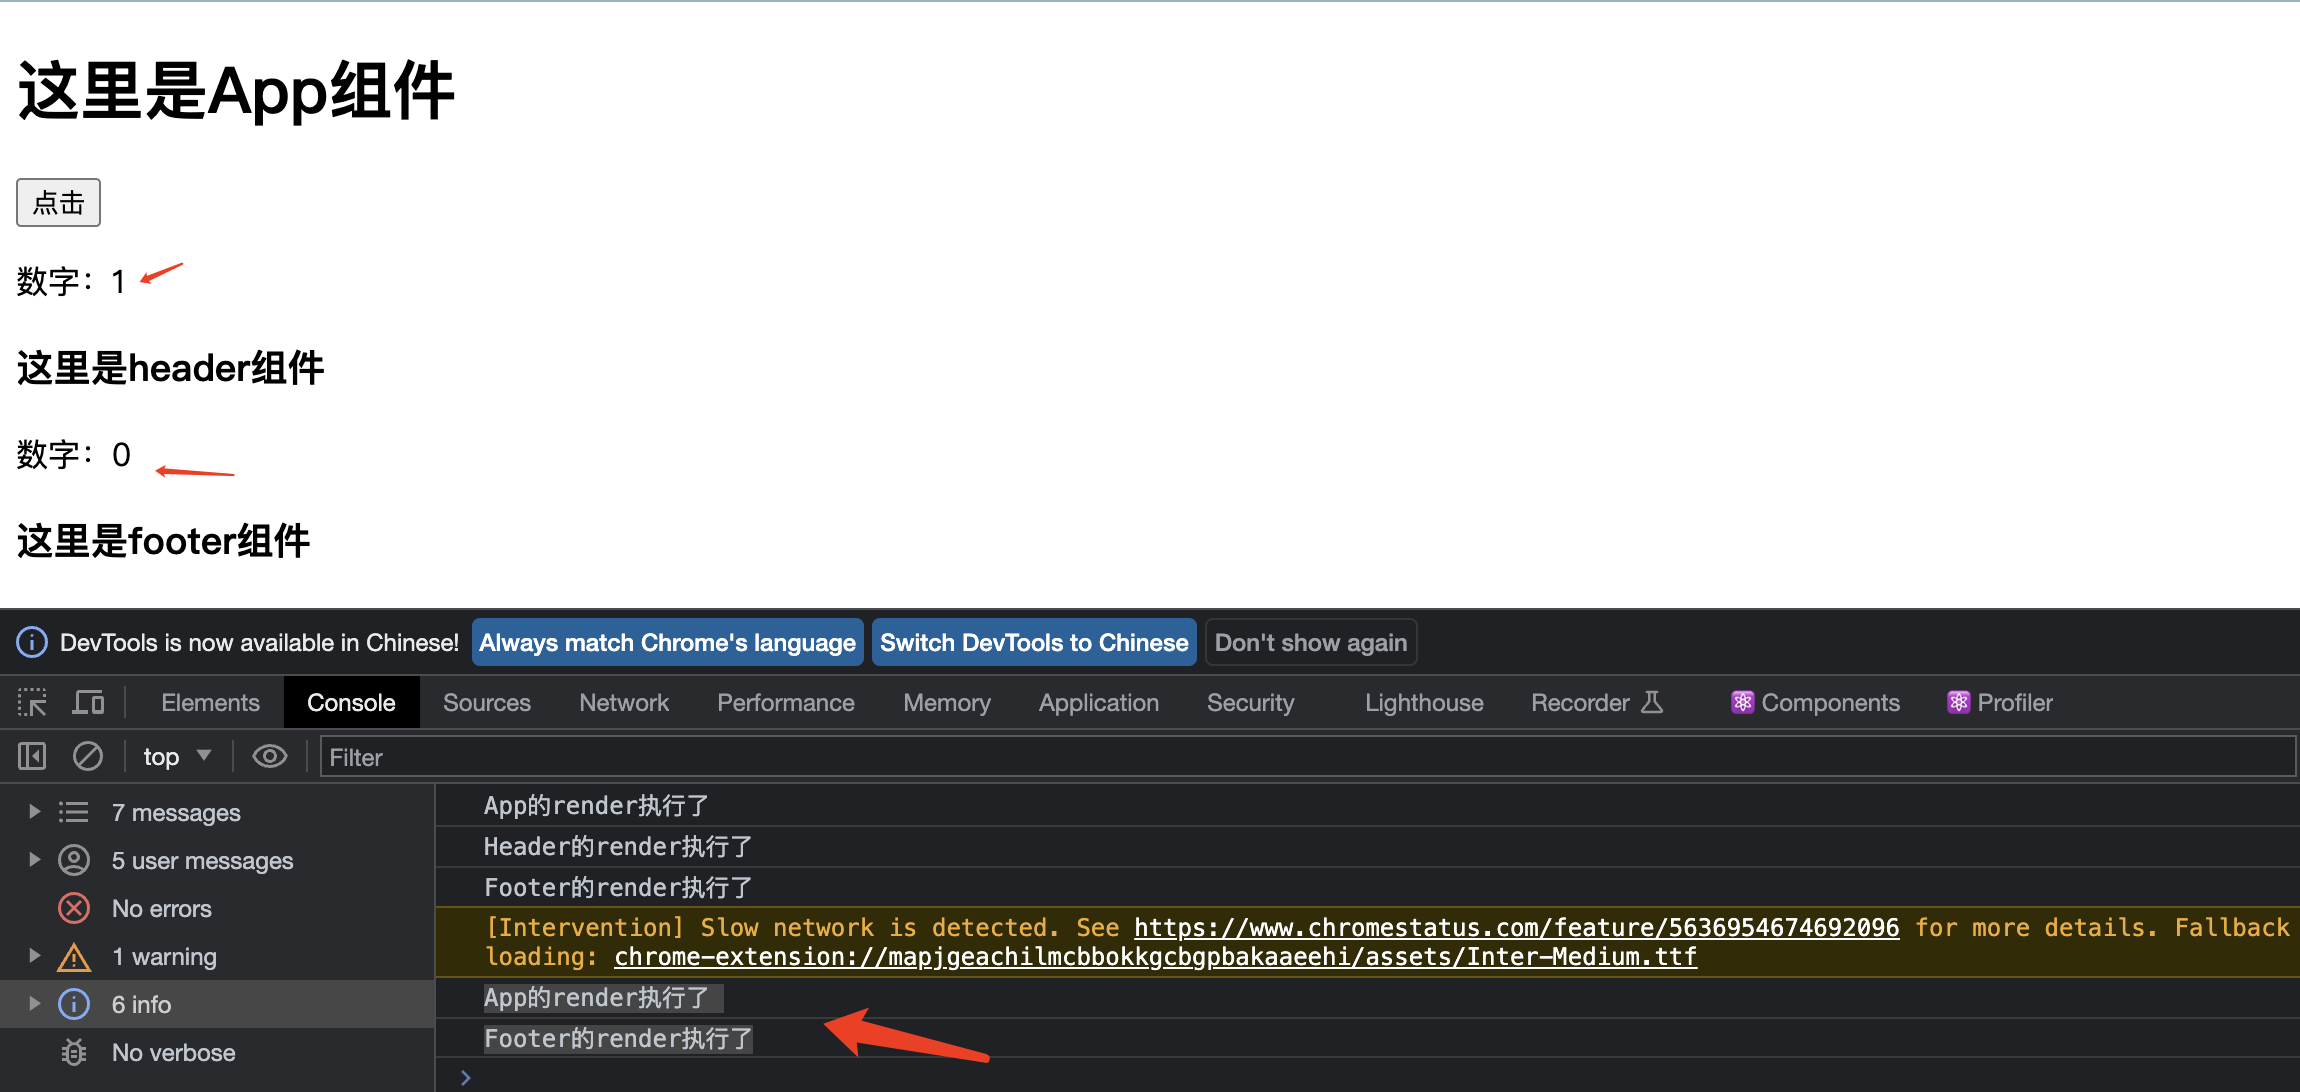 这里是App组件
点击
数字：1
这里是header组件
数字：0
这里是footer组件
DevTools is now available in Chinese! Always match Chrome's language Switch DevTools to Chinese Don't show again
Elements Console Sources Network Performance Memory Application Security Lighthouse Recorder Components Profiler
top Filter
7 messages
5 user messages
No errors
1 warning
6 info
No verbose
App的render执行了
Header的render执行了
Footer的render执行了
[Intervention] Slow network is detected. See https://www.chromestatus.com/feature/5636954674692096 for more details. Fallback
loading: chrome-extension://mapjgeachilmcbbokkgcbgpbakaaeehi/assets/Inter-Medium.ttf
App的render执行了
Footer的render执行了